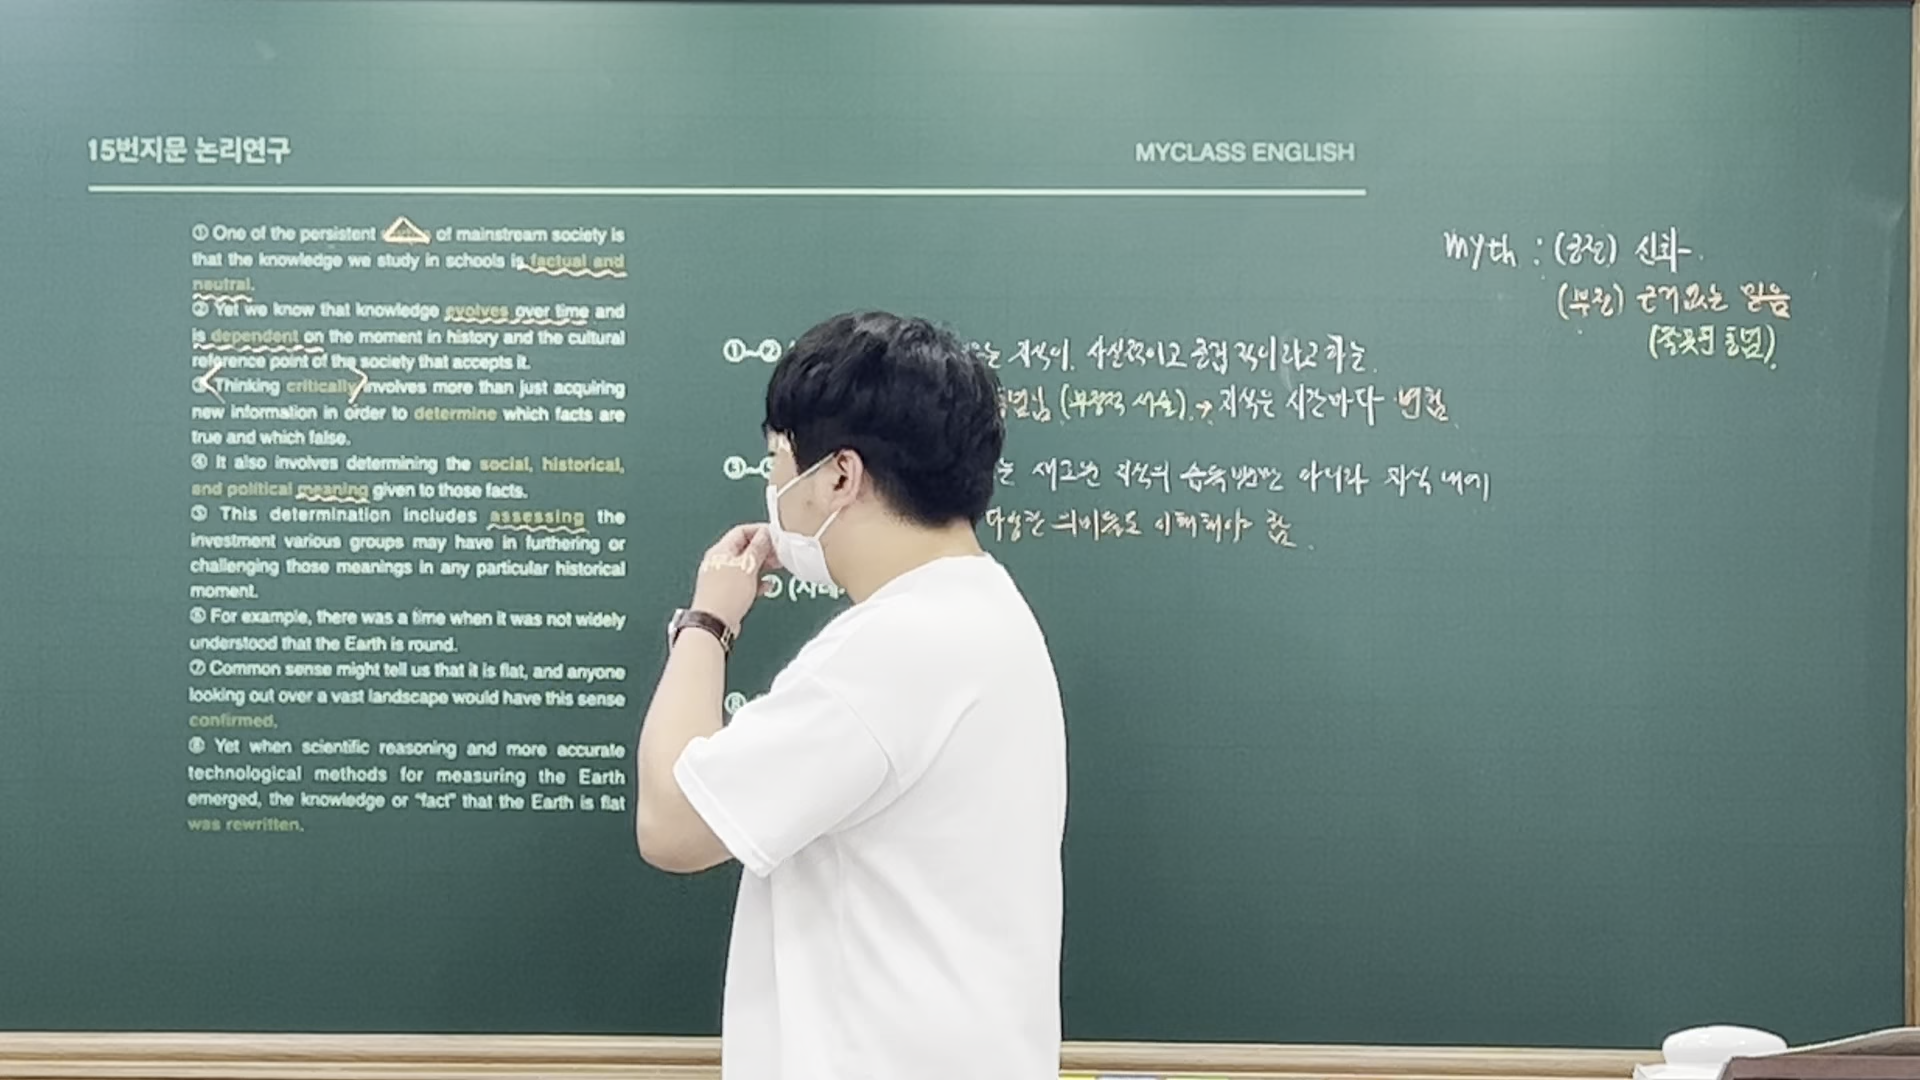 15번지문 논리연구
MYCLASS ENGLISH
① One of the persistent of mainstream society is
that the knowledge we study in schools is factual and
neutral.
② Yet we know that knowledge evolves over time and
is dependent on the moment in history and the cultural
reference point of the society that accepts it.
③ Thinking critically involves more than just acquiring
new information in order to determine which facts are
true and which false.
④ It also involves determining the social, historical,
and political meaning given to those facts.
⑤ This determination includes assessing the
investment various groups may have in furthering or
challenging those meanings in any particular historical
moment.
⑥ For example, there was a time when it was not widely
understood that the Earth is round.
⑦ Common sense might tell us that it is flat, and anyone
looking out over a vast landscape would have this sense
confirmed.
⑧ Yet when scientific reasoning and more accurate
technological methods for measuring the Earth
emerged, the knowledge or "fact" that the Earth is flat
was rewritten.
①~② 는 지식이 사실적이고 중립적이라고 하는
(부정적 서술) → 지식은 시간마다 변함
③~ 는 새로운 지식의 습득 뿐만 아니라 지식 내에
다양한 의미들도 이해해야 함.
⑦ (사례
⑧
myth : (긍정) 신화
(부정) 근거없는 믿음
(잘못된 통념)